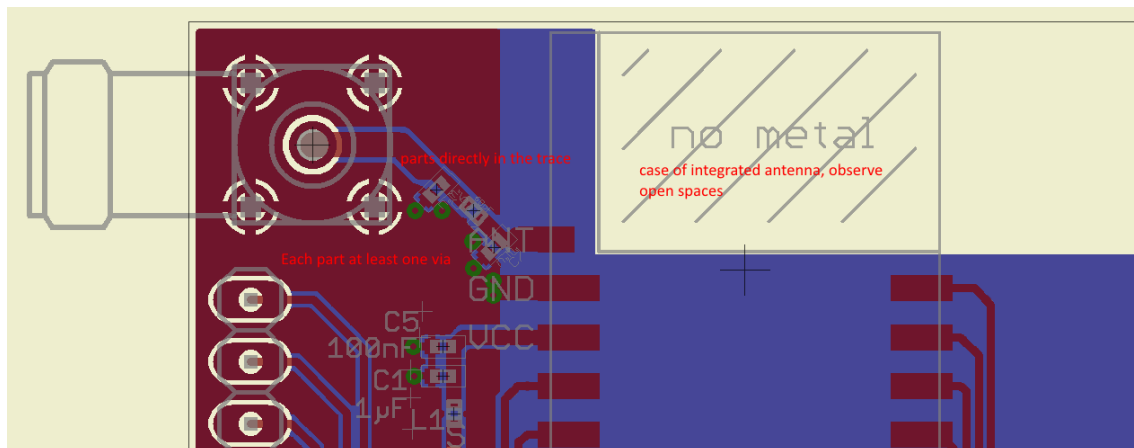 no metal
parts directly in the trace
case of integrated antenna, observe
open spaces
ANT
Each part at least one via
GND
C5
VCC
100nF
C1
1µF
L1
S